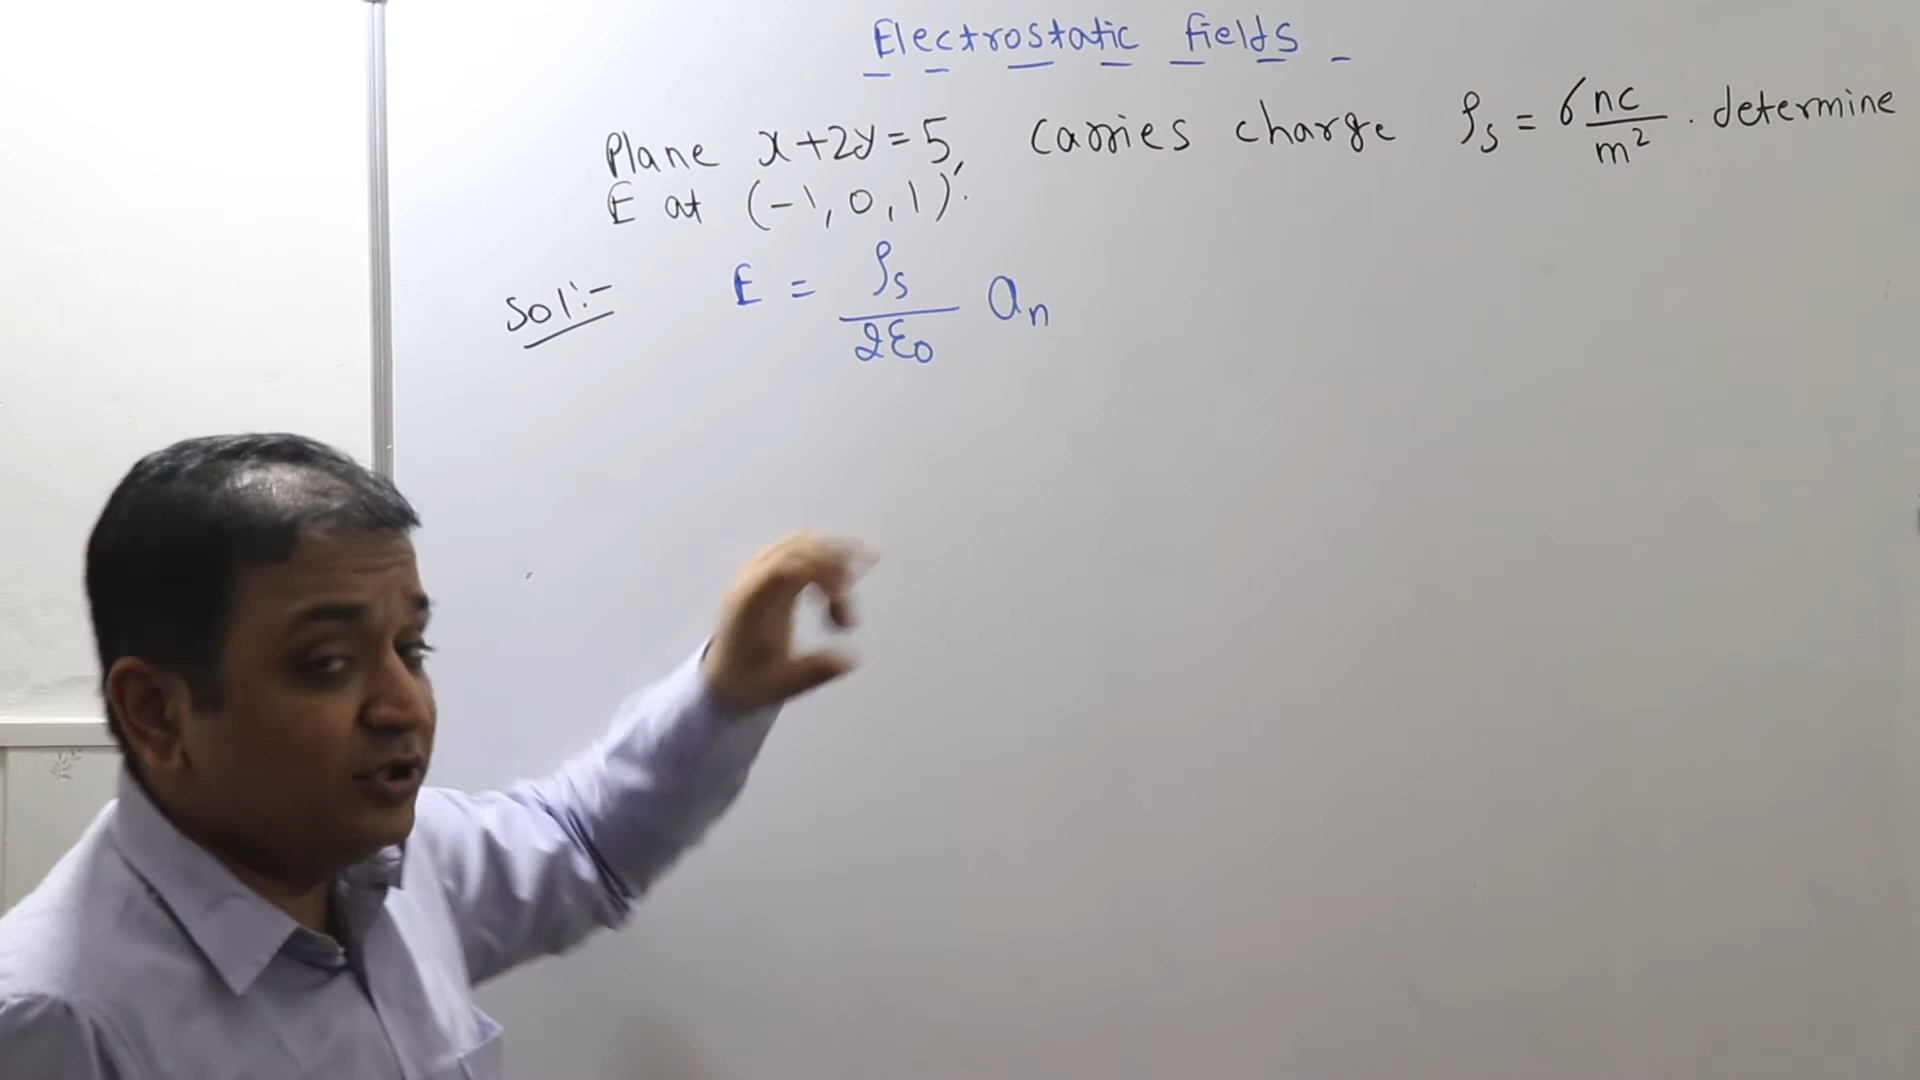 Electrostatic fields
Plane x+2y=5, carries charge ρs = 6 nc/m². determine
E at (-1,0,1).
Sol:- E = ρs/2ε0 an